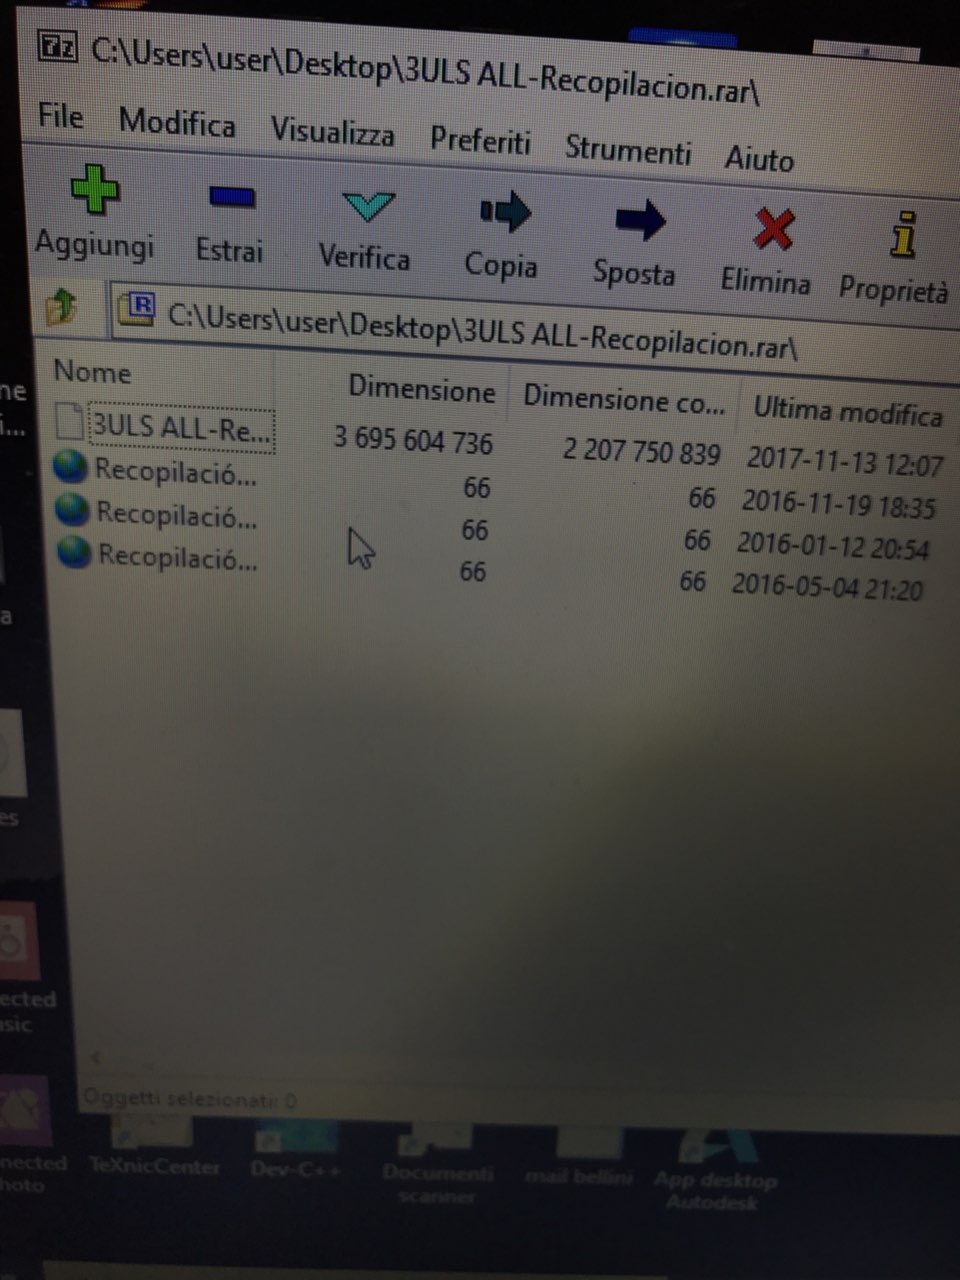 7z C:\Users\user\Desktop\3ULS ALL-Recopilacion.rar\
File Modifica Visualizza Preferiti Strumenti Aiuto
Aggiungi Estrai Verifica Copia Sposta Elimina Proprietà
C:\Users\user\Desktop\3ULS ALL-Recopilacion.rar\
Nome Dimensione Dimensione co... Ultima modifica
3ULS ALL-Re... 3 695 604 736 2 207 750 839 2017-11-13 12:07
Recopilació... 66 66 2016-11-19 18:35
Recopilació... 66 66 2016-01-12 20:54
Recopilació... 66 66 2016-05-04 21:20
Oggetti selezionati: 0
TeXnicCenter Dev-C++ Documenti mail bellini App desktop
scanner Autodesk